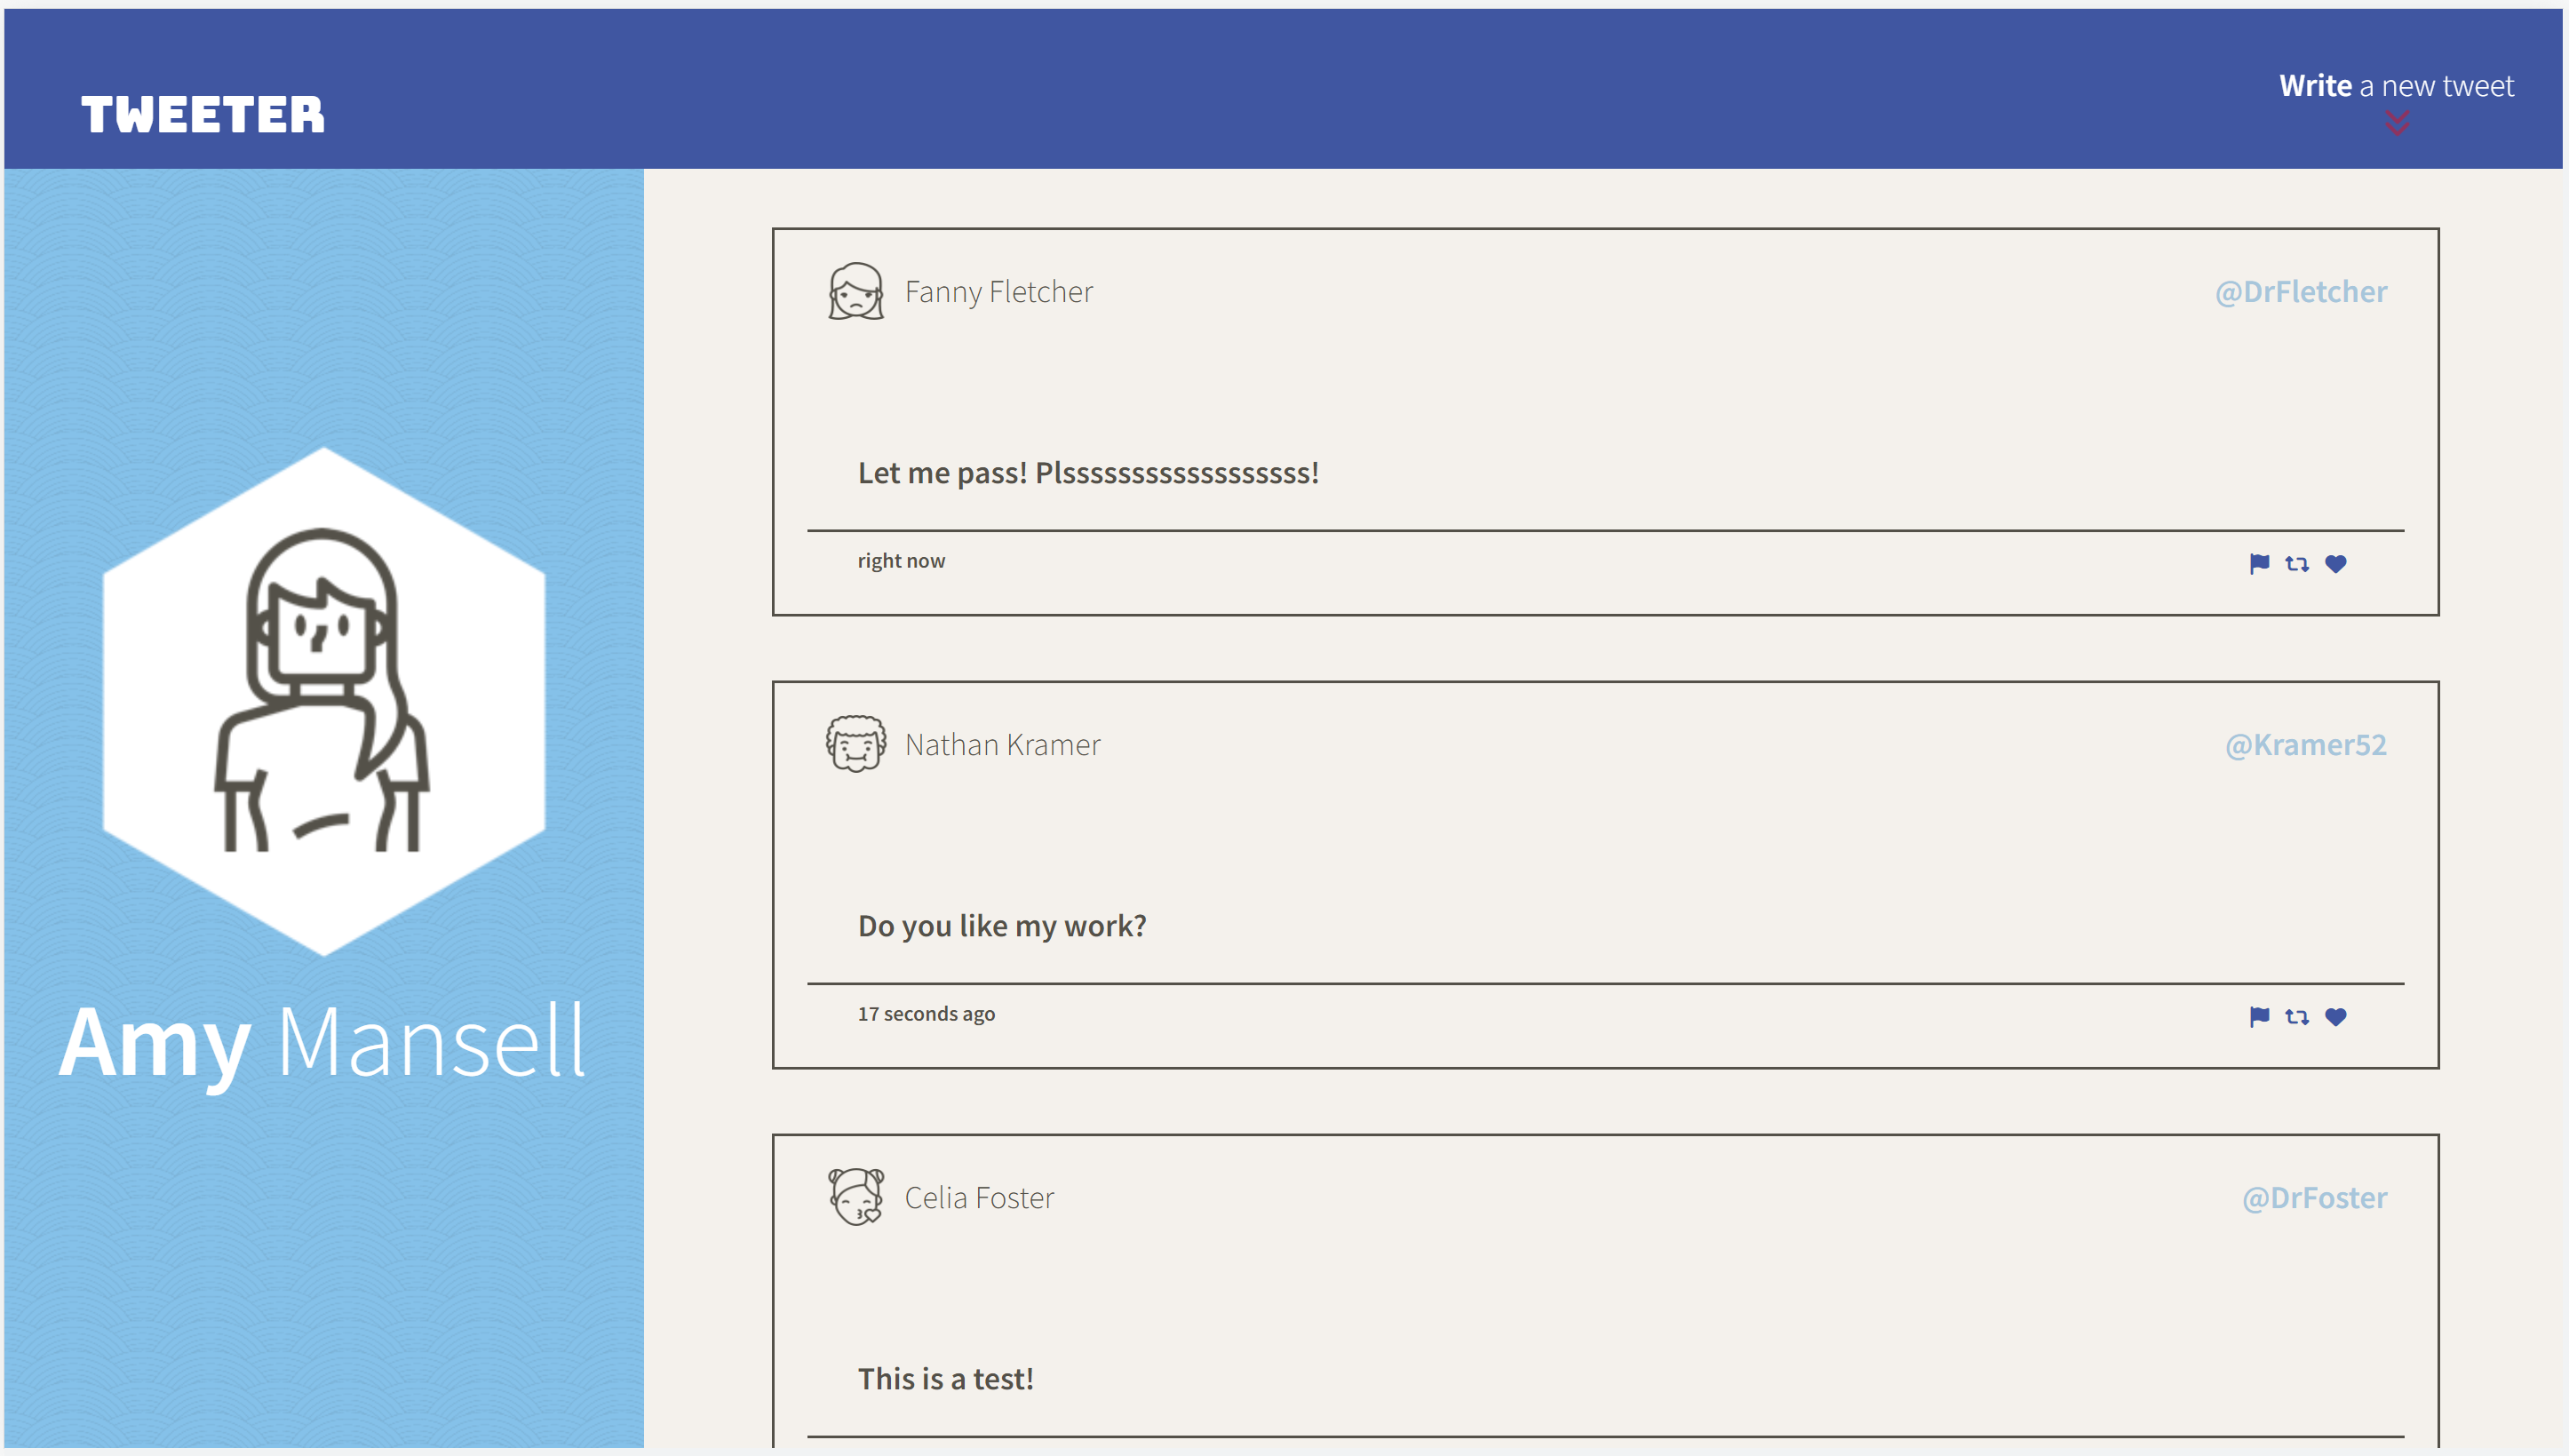 TWEETER
Write a new tweet
Amy Mansell
Fanny Fletcher
@DrFletcher
Let me pass! Plssssssssssssssssss!
right now
Nathan Kramer
@Kramer52
Do you like my work?
17 seconds ago
Celia Foster
@DrFoster
This is a test!